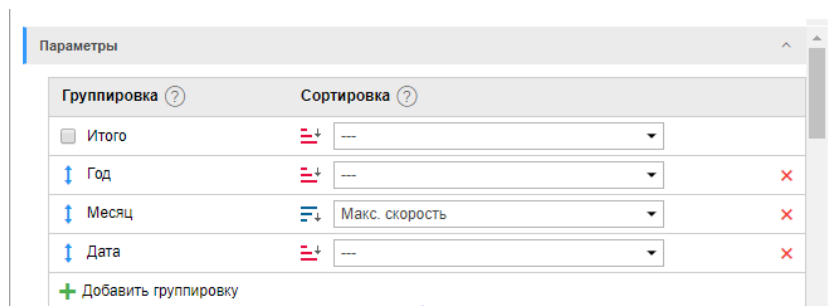 Параметры
Группировка ? Сортировка ?
Итого ---
Год ---
Месяц Макс. скорость
Дата ---
Добавить группировку